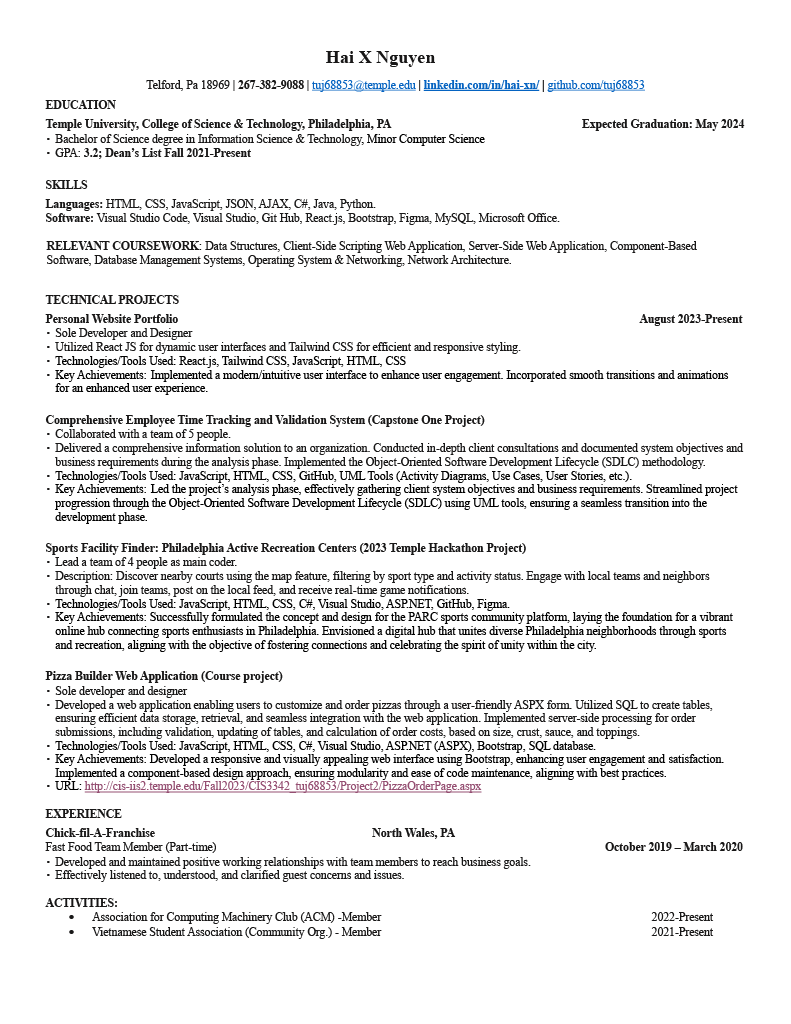 Hai X Nguyen
Telford, Pa 18969 | 267-382-9088 | tuj68853@temple.edu | linkedin.com/in/hai-xn/ | github.com/tuj68853
EDUCATION
Temple University, College of Science & Technology, Philadelphia, PA Expected Graduation: May 2024
· Bachelor of Science degree in Information Science & Technology, Minor Computer Science
· GPA: 3.2; Dean’s List Fall 2021-Present
SKILLS
Languages: HTML, CSS, JavaScript, JSON, AJAX, C#, Java, Python.
Software: Visual Studio Code, Visual Studio, Git Hub, React.js, Bootstrap, Figma, MySQL, Microsoft Office.
RELEVANT COURSEWORK: Data Structures, Client-Side Scripting Web Application, Server-Side Web Application, Component-Based
Software, Database Management Systems, Operating System & Networking, Network Architecture.
TECHNICAL PROJECTS
Personal Website Portfolio August 2023-Present
· Sole Developer and Designer
· Utilized React JS for dynamic user interfaces and Tailwind CSS for efficient and responsive styling.
· Technologies/Tools Used: React.js, Tailwind CSS, JavaScript, HTML, CSS
· Key Achievements: Implemented a modern/intuitive user interface to enhance user engagement. Incorporated smooth transitions and animations
for an enhanced user experience.
Comprehensive Employee Time Tracking and Validation System (Capstone One Project)
· Collaborated with a team of 5 people.
· Delivered a comprehensive information solution to an organization. Conducted in-depth client consultations and documented system objectives and
business requirements during the analysis phase. Implemented the Object-Oriented Software Development Lifecycle (SDLC) methodology.
· Technologies/Tools Used: JavaScript, HTML, CSS, GitHub, UML Tools (Activity Diagrams, Use Cases, User Stories, etc.).
· Key Achievements: Led the project’s analysis phase, effectively gathering client system objectives and business requirements. Streamlined project
progression through the Object-Oriented Software Development Lifecycle (SDLC) using UML tools, ensuring a seamless transition into the
development phase.
Sports Facility Finder: Philadelphia Active Recreation Centers (2023 Temple Hackathon Project)
· Lead a team of 4 people as main coder.
· Description: Discover nearby courts using the map feature, filtering by sport type and activity status. Engage with local teams and neighbors
through chat, join teams, post on the local feed, and receive real-time game notifications.
· Technologies/Tools Used: JavaScript, HTML, CSS, C#, Visual Studio, ASP.NET, GitHub, Figma.
· Key Achievements: Successfully formulated the concept and design for the PARC sports community platform, laying the foundation for a vibrant
online hub connecting sports enthusiasts in Philadelphia. Envisioned a digital hub that unites diverse Philadelphia neighborhoods through sports
and recreation, aligning with the objective of fostering connections and celebrating the spirit of unity within the city.
Pizza Builder Web Application (Course project)
· Sole developer and designer
· Developed a web application enabling users to customize and order pizzas through a user-friendly ASPX form. Utilized SQL to create tables,
ensuring efficient data storage, retrieval, and seamless integration with the web application. Implemented server-side processing for order
submissions, including validation, updating of tables, and calculation of order costs, based on size, crust, sauce, and toppings.
· Technologies/Tools Used: JavaScript, HTML, CSS, C#, Visual Studio, ASP.NET (ASPX), Bootstrap, SQL database.
· Key Achievements: Developed a responsive and visually appealing web interface using Bootstrap, enhancing user engagement and satisfaction.
Implemented a component-based design approach, ensuring modularity and ease of code maintenance, aligning with best practices.
· URL: http://cis-iis2.temple.edu/Fall2023/CIS3342_tuj68853/Project2/PizzaOrderPage.aspx
EXPERIENCE
Chick-fil-A-Franchise North Wales, PA
Fast Food Team Member (Part-time) October 2019 – March 2020
· Developed and maintained positive working relationships with team members to reach business goals.
· Effectively listened to, understood, and clarified guest concerns and issues.
ACTIVITIES:
• Association for Computing Machinery Club (ACM) -Member 2022-Present
• Vietnamese Student Association (Community Org.) - Member 2021-Present